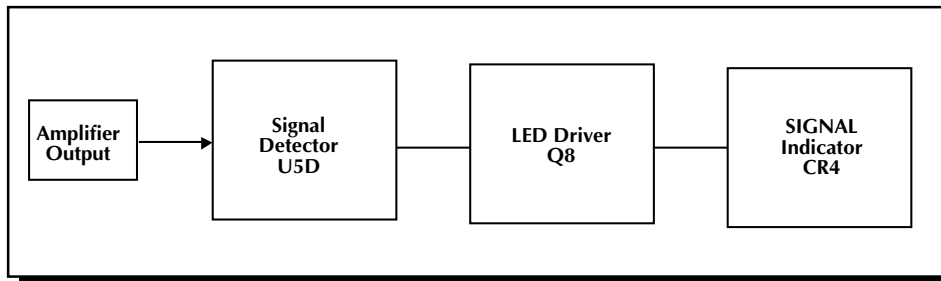 Amplifier
Output
Signal
Detector
U5D
LED Driver
Q8
SIGNAL
Indicator
CR4